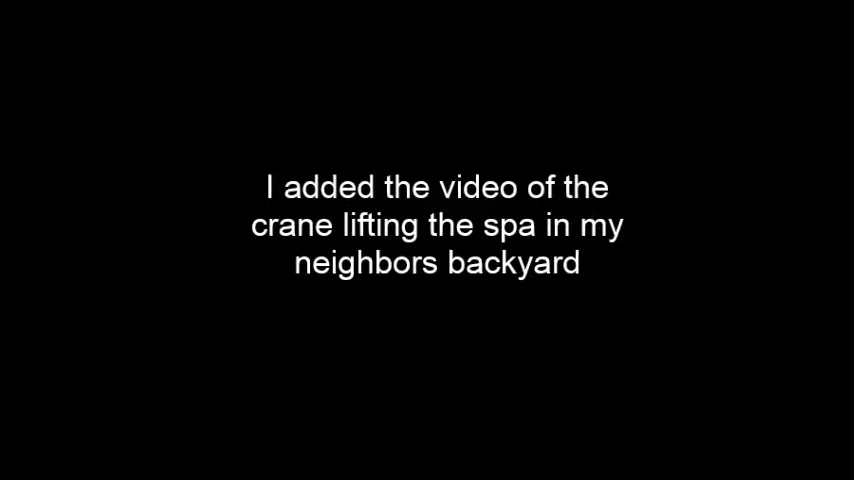 I added the video of the
crane lifting the spa in my
neighbors backyard